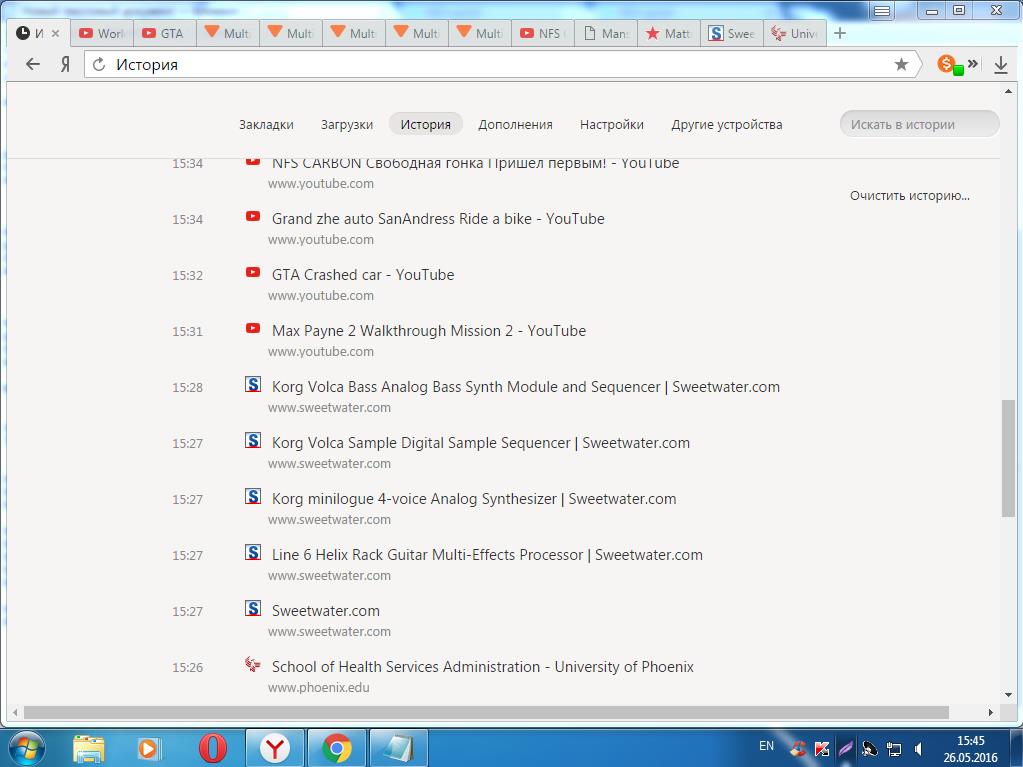 И
Worl
GTA
Multi
Multi
Multi
Multi
Multi
NFS
Man
Matt
Swee
Unive
Я
История
Закладки
Загрузки
История
Дополнения
Настройки
Другие устройства
Искать в истории
Очистить историю...
15:34 NFS CARBON Свободная гонка Пришел первым! - YouTube
www.youtube.com
15:34 Grand zhe auto SanAndress Ride a bike - YouTube
www.youtube.com
15:32 GTA Crashed car - YouTube
www.youtube.com
15:31 Max Payne 2 Walkthrough Mission 2 - YouTube
www.youtube.com
15:28 Korg Volca Bass Analog Bass Synth Module and Sequencer | Sweetwater.com
www.sweetwater.com
15:27 Korg Volca Sample Digital Sample Sequencer | Sweetwater.com
www.sweetwater.com
15:27 Korg minilogue 4-voice Analog Synthesizer | Sweetwater.com
www.sweetwater.com
15:27 Line 6 Helix Rack Guitar Multi-Effects Processor | Sweetwater.com
www.sweetwater.com
15:27 Sweetwater.com
www.sweetwater.com
15:26 School of Health Services Administration - University of Phoenix
www.phoenix.edu
EN
15:45
26.05.2016